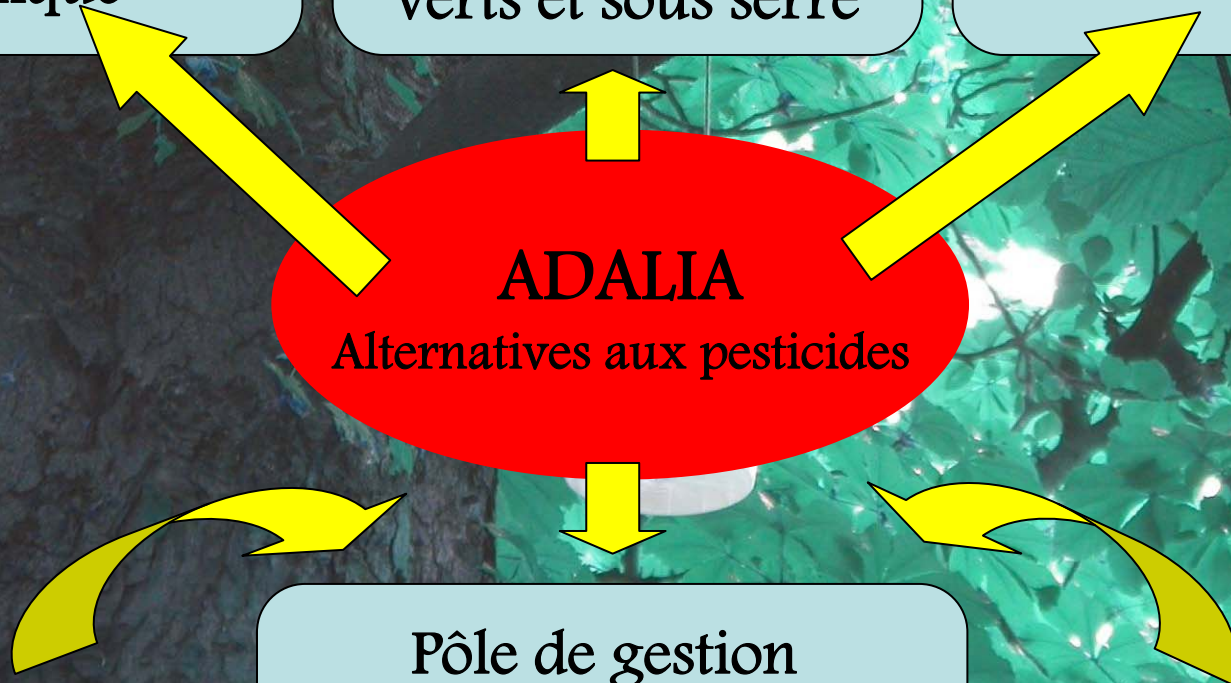 verts et sous serre
ADALIA
Alternatives aux pesticides
Pôle de gestion